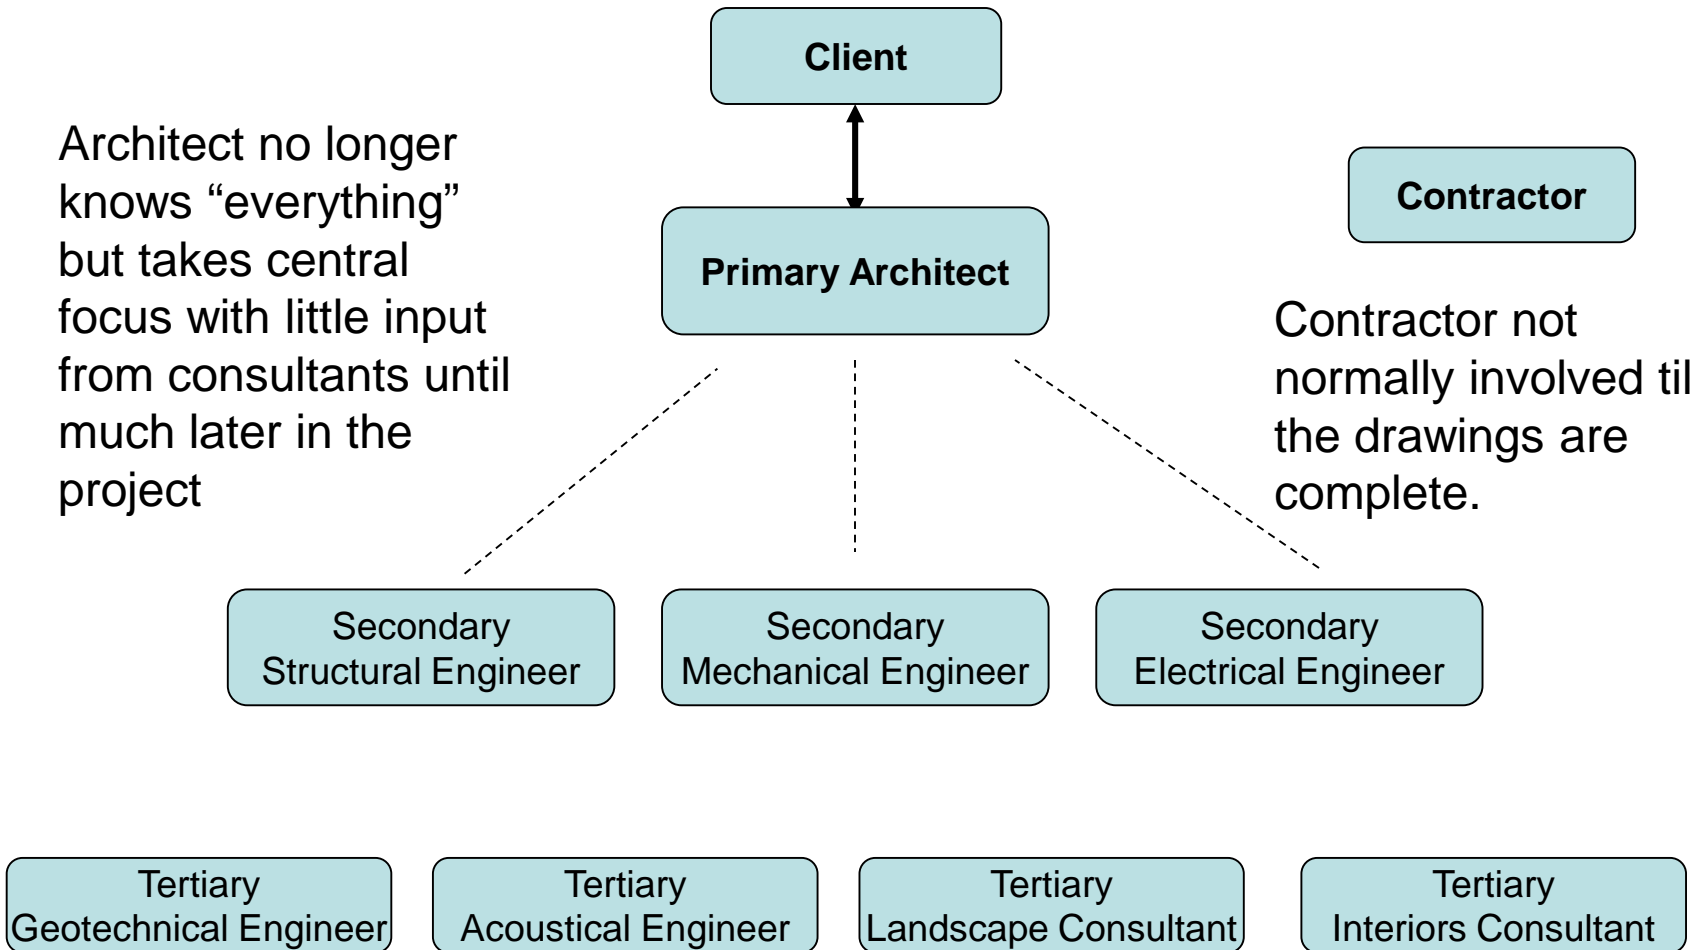 Client
Architect no longer
knows “everything”
but takes central
focus with little input
from consultants until
much later in the
project
Primary Architect
Contractor
Contractor not
normally involved til
the drawings are
complete.
Secondary
Structural Engineer
Secondary
Mechanical Engineer
Secondary
Electrical Engineer
Tertiary
Geotechnical Engineer
Tertiary
Acoustical Engineer
Tertiary
Landscape Consultant
Tertiary
Interiors Consultant